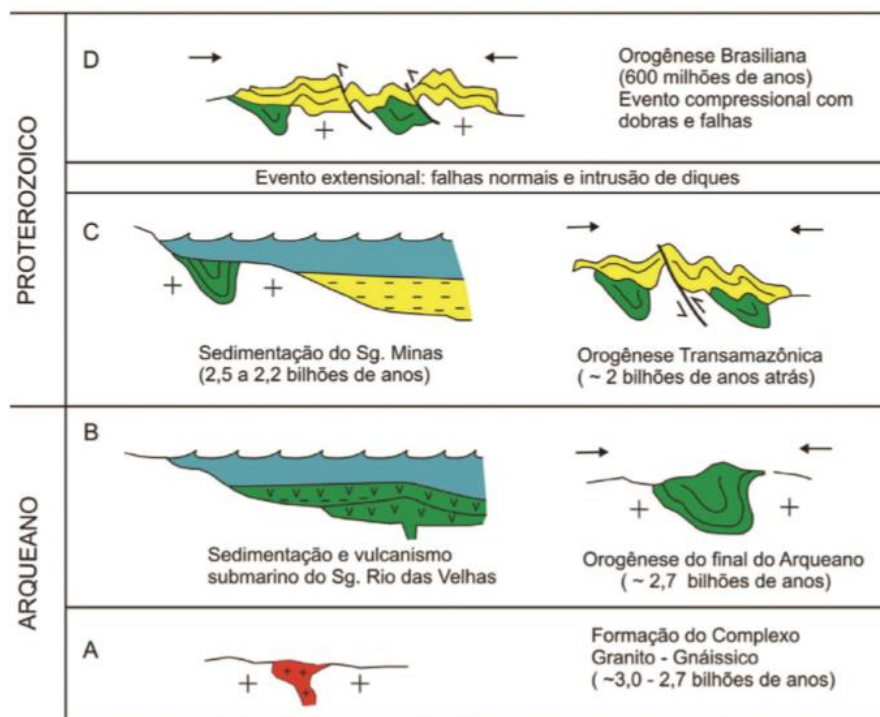 PROTEROZOICO
D
Orogênese Brasiliana
(600 milhões de anos)
Evento compressional com
dobras e falhas
Evento extensional: falhas normais e intrusão de diques
C
Sedimentação do Sg. Minas
(2,5 a 2,2 bilhões de anos)
Orogênese Transamazônica
( ~ 2 bilhões de anos atrás)
ARQUEANO
B
Sedimentação e vulcanismo
submarino do Sg. Rio das Velhas
Orogênese do final do Arqueano
( ~ 2,7 bilhões de anos)
A
Formação do Complexo
Granito - Gnáissico
( ~3,0 - 2,7 bilhões de anos)